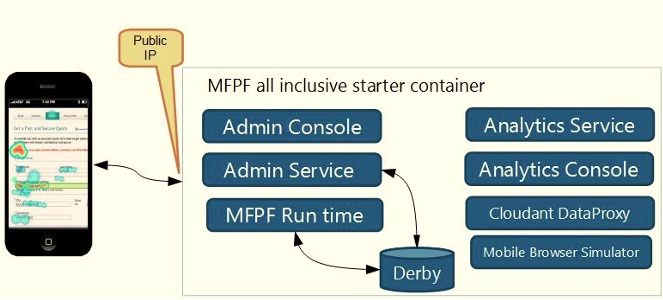 Public
IP
MFPF all inclusive starter container
Admin Console
Admin Service
MFPF Run time
Derby
Analytics Service
Analytics Console
Cloudant DataProxy
Mobile Browser Simulator
Get a Fast and Secure Quote